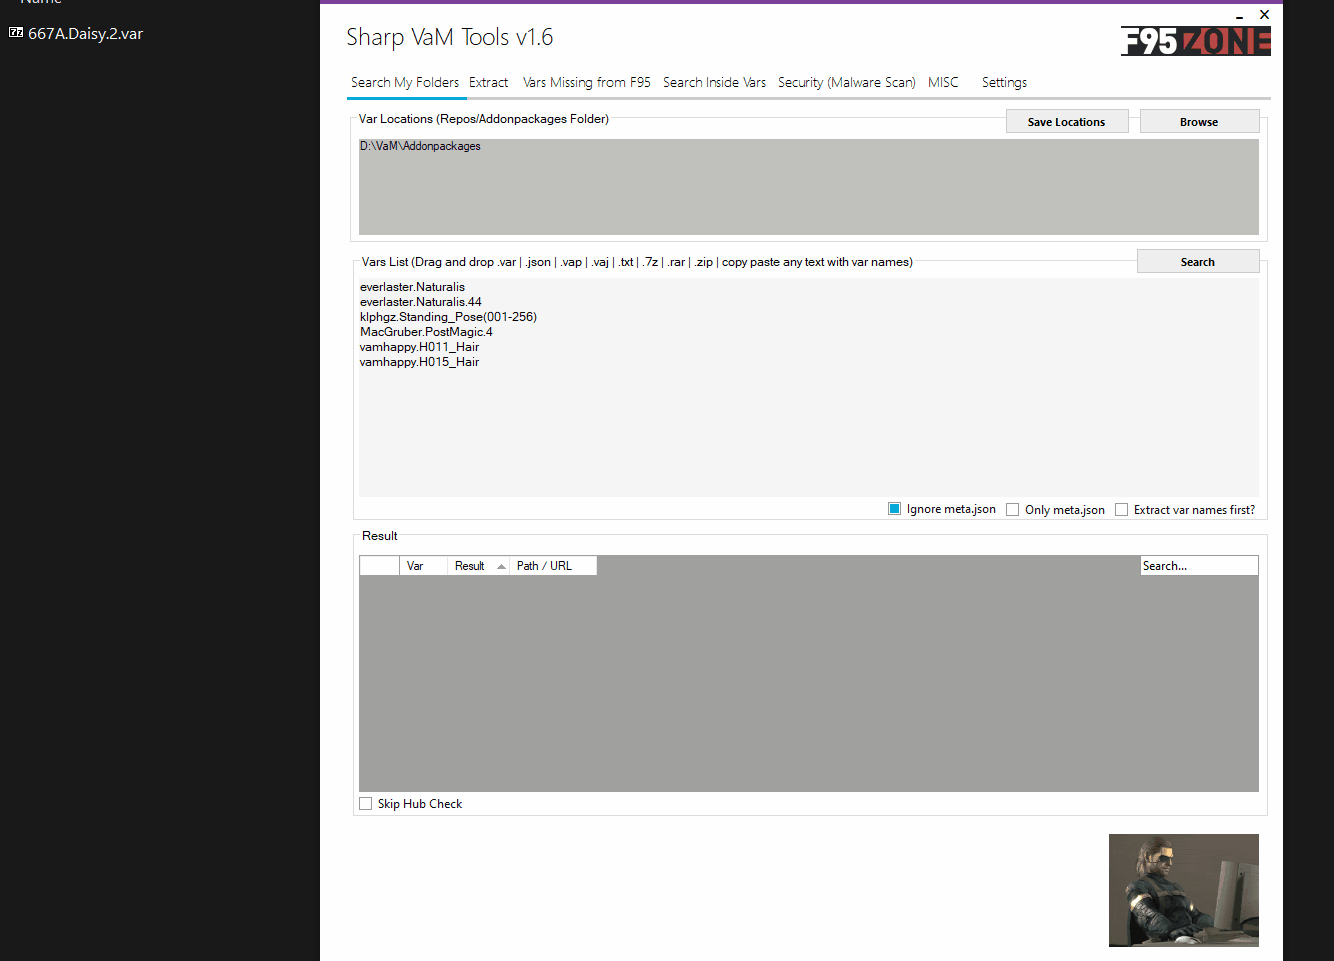 Name
667A.Daisy.2.var
Sharp VaM Tools v1.6
F95ZONE
Search My Folders Extract Vars Missing from F95 Search Inside Vars Security (Malware Scan) MISC Settings
Var Locations (Repos/Addonpackages Folder) Save Locations Browse
D:\VaM\Addonpackages
Vars List (Drag and drop .var | .json | .vap | .vaj | .txt | .7z | .rar | .zip | copy paste any text with var names) Search
everlaster.Naturalis
everlaster.Naturalis.44
klphgz.Standing_Pose(001-256)
MacGruber.PostMagic.4
vamhappy.H011_Hair
vamhappy.H015_Hair
Ignore meta.json Only meta.json Extract var names first?
Result
Var Result Path / URL Search...
Skip Hub Check